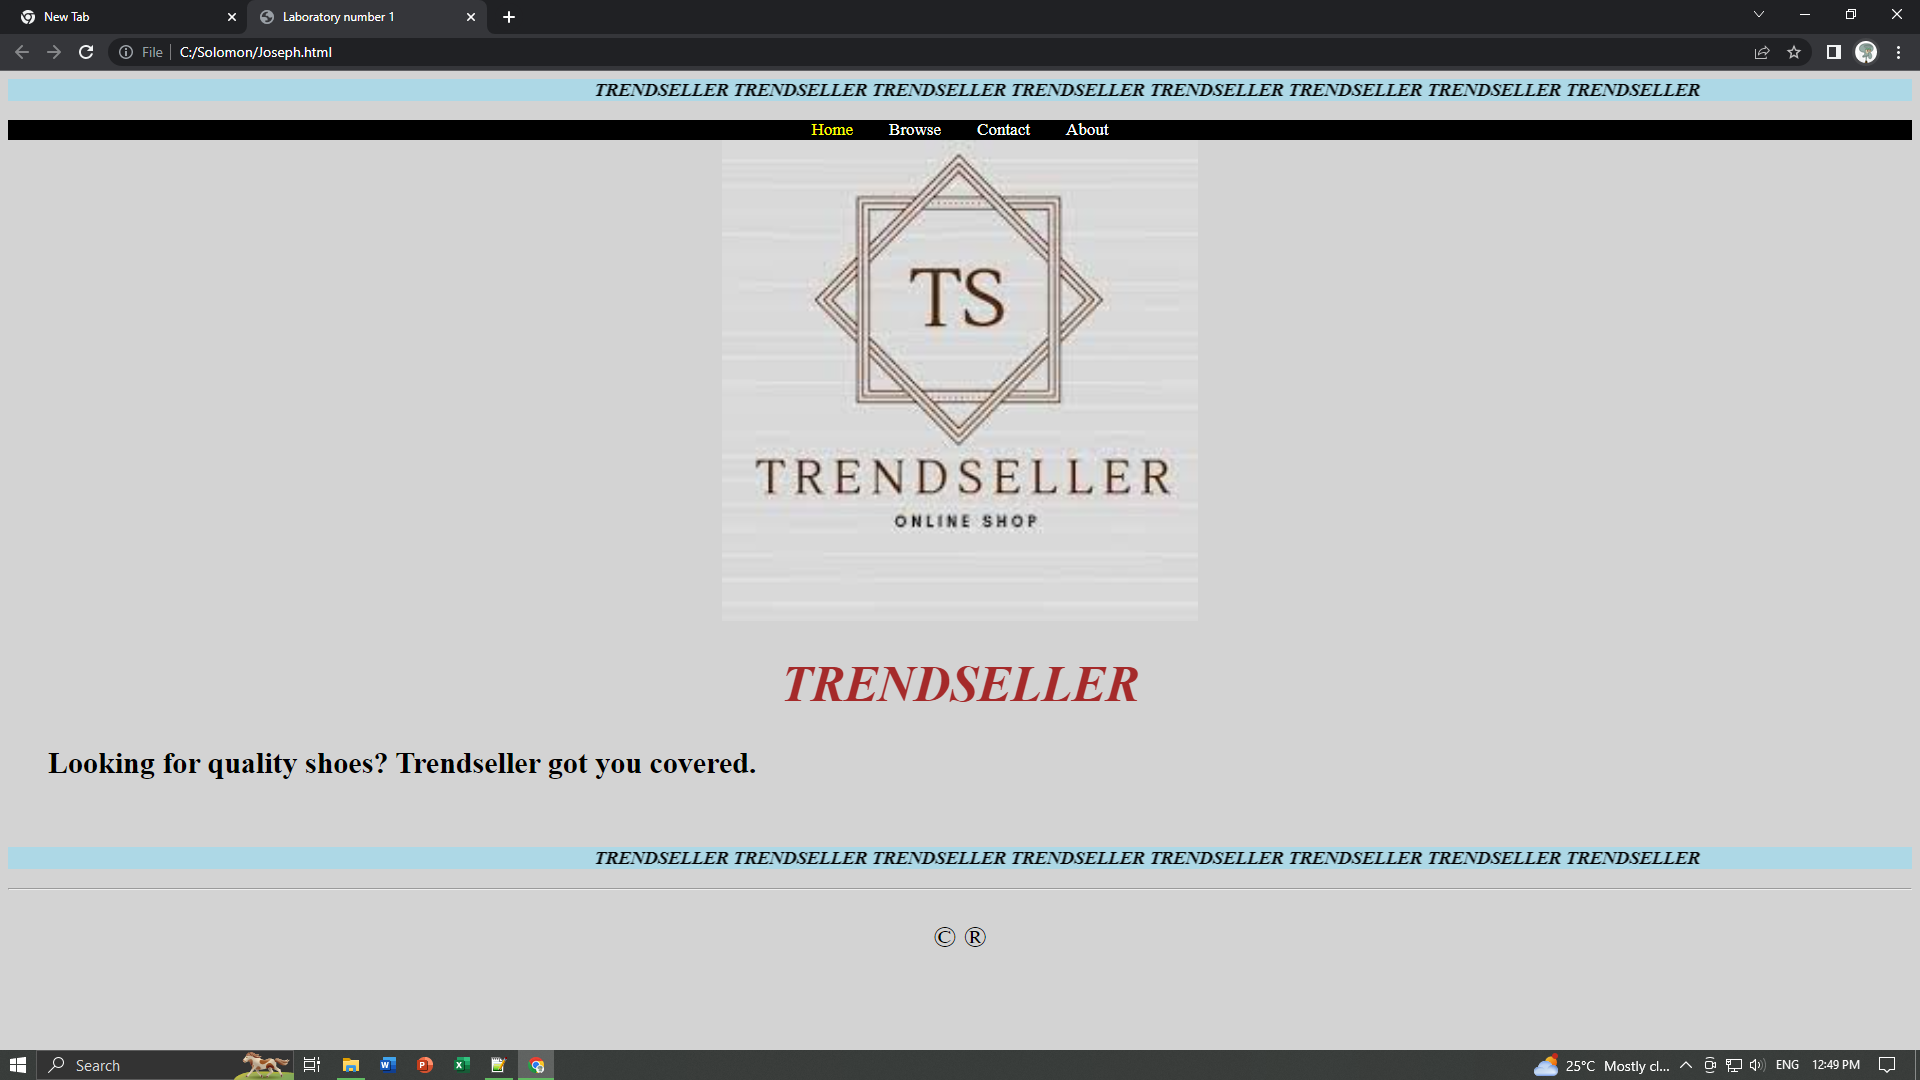 New Tab
Laboratory number 1
File C:/Solomon/Joseph.html
TRENDSELLER TRENDSELLER TRENDSELLER TRENDSELLER TRENDSELLER TRENDSELLER TRENDSELLER TRENDSELLER
Home Browse Contact About
TS
TRENDSELLER
ONLINE SHOP
TRENDSELLER
Looking for quality shoes? Trendseller got you covered.
TRENDSELLER TRENDSELLER TRENDSELLER TRENDSELLER TRENDSELLER TRENDSELLER TRENDSELLER TRENDSELLER
© ®
Search 25°C Mostly cl... ENG 12:49 PM